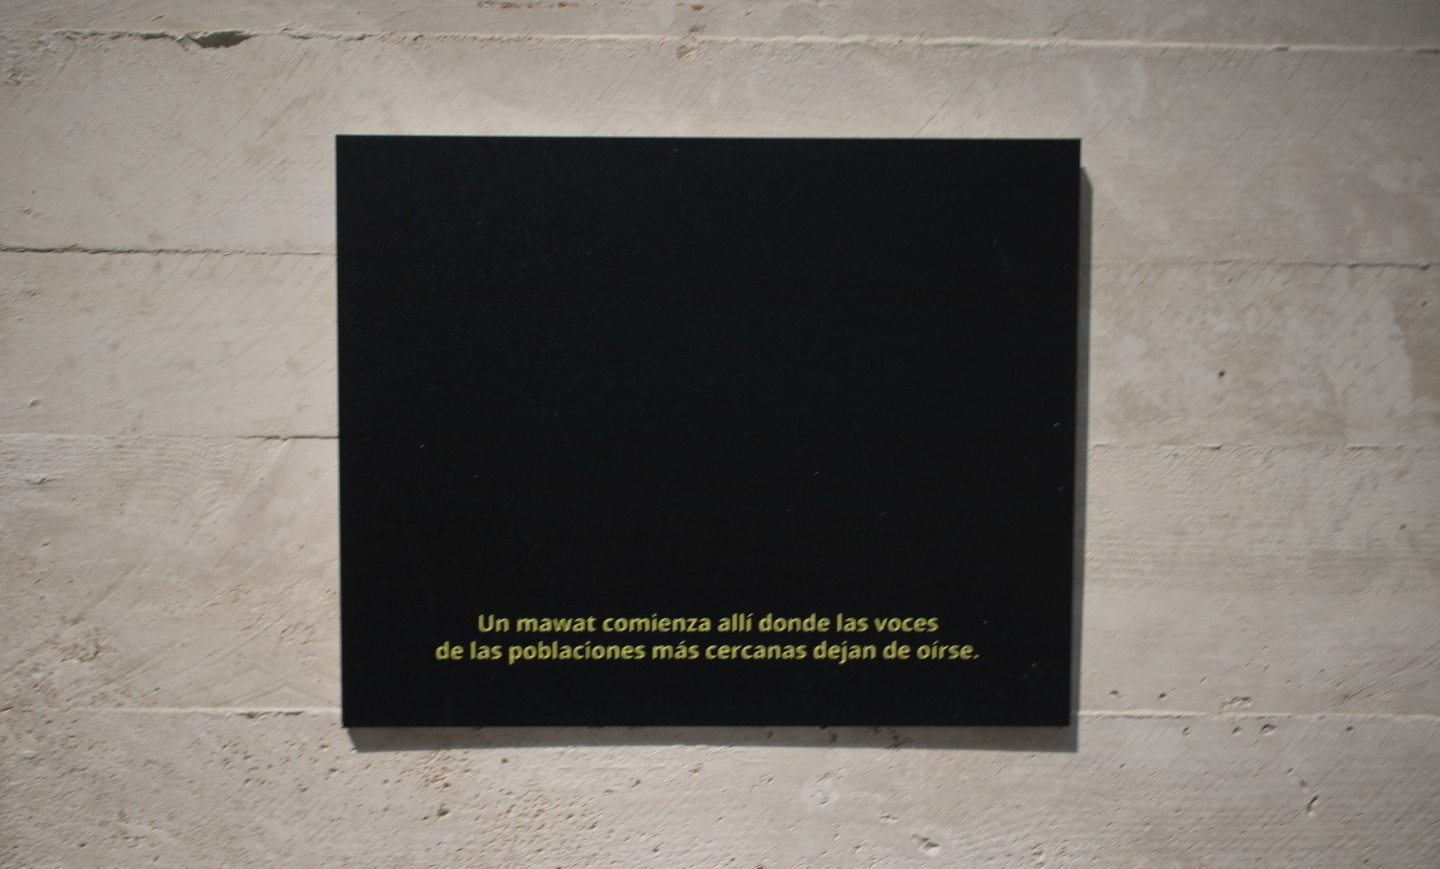 Un mawat comienza allí donde las voces
de las poblaciones más cercanas dejan de oírse.